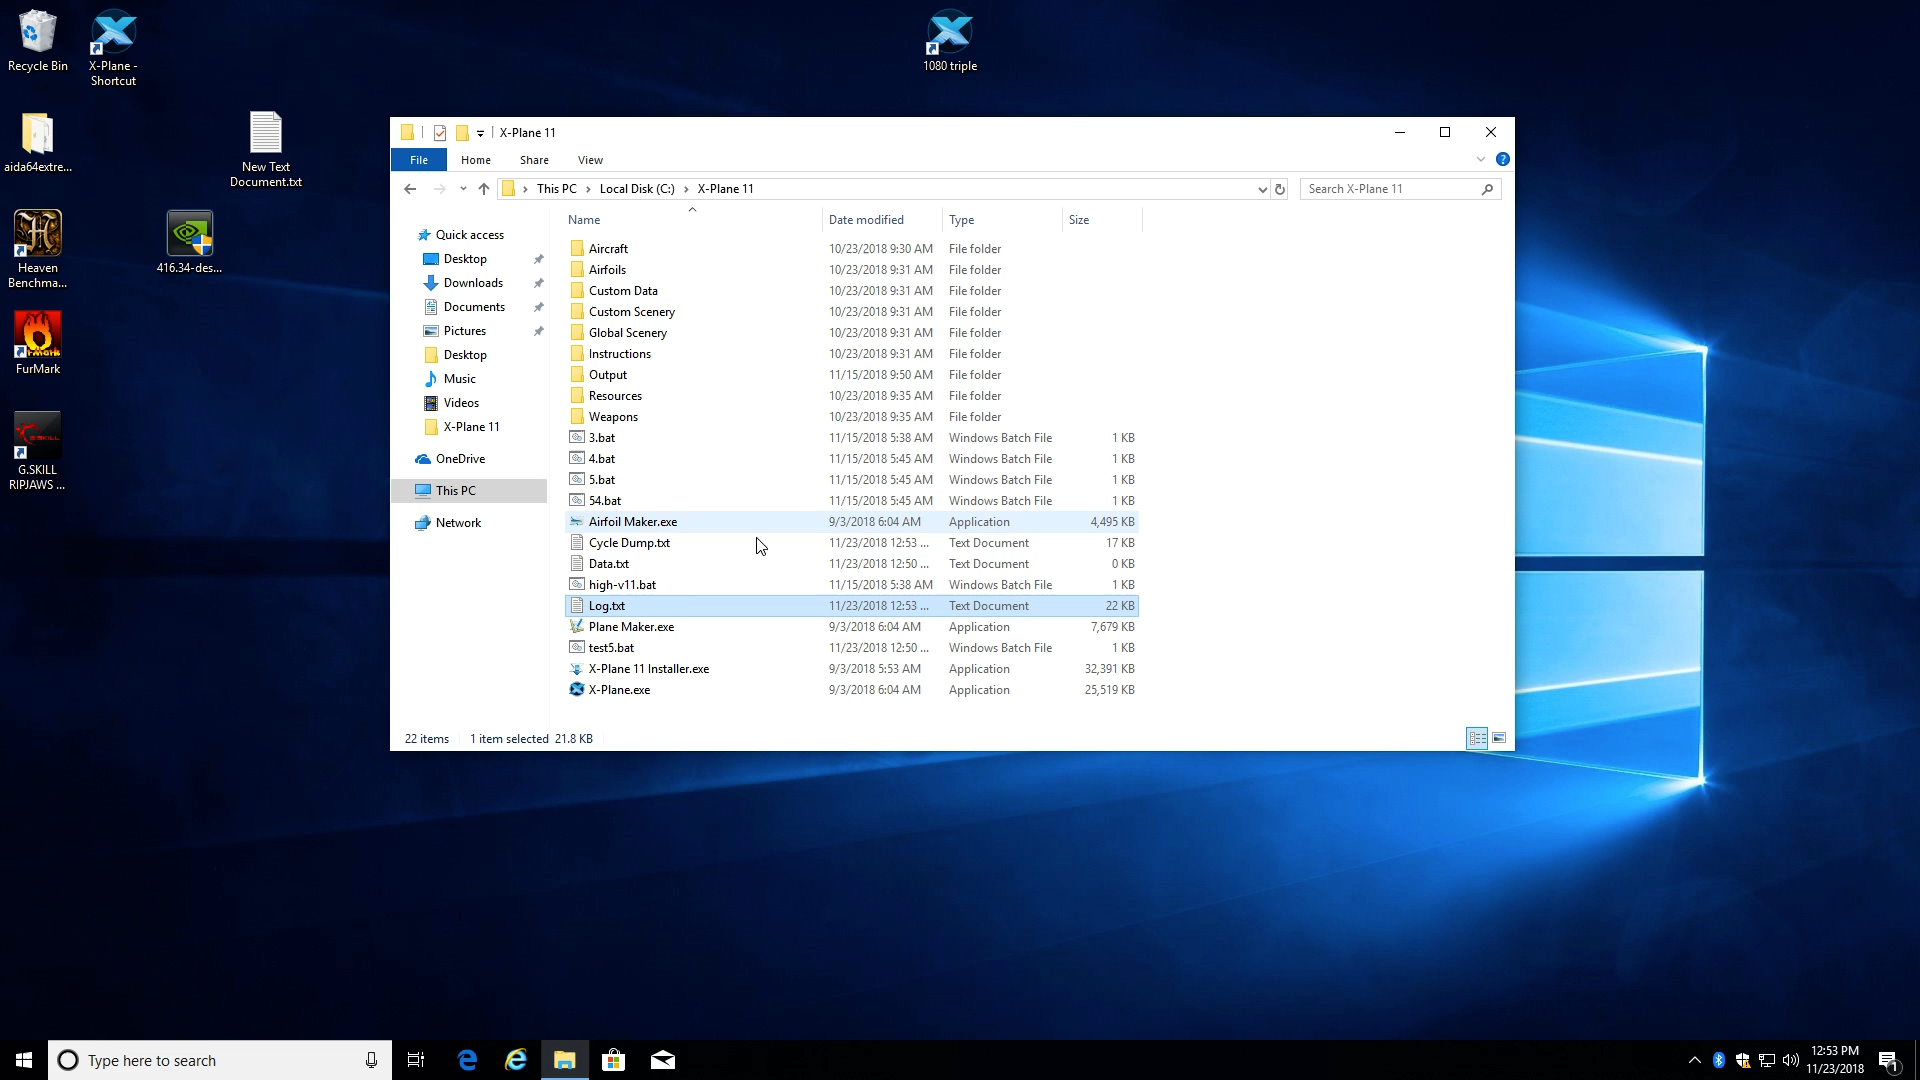 Recycle Bin
X-Plane -
Shortcut
1080 triple
aida64extre...
New Text
Document.txt
Heaven
Benchma...
416.34-des...
FurMark
G.SKILL
RIPJAWS ...
X-Plane 11
File Home Share View
This PC > Local Disk (C:) > X-Plane 11
Search X-Plane 11
Quick access
Desktop
Downloads
Documents
Pictures
Desktop
Music
Videos
X-Plane 11
OneDrive
This PC
Network
Name Date modified Type Size
Aircraft 10/23/2018 9:30 AM File folder
Airfoils 10/23/2018 9:31 AM File folder
Custom Data 10/23/2018 9:31 AM File folder
Custom Scenery 10/23/2018 9:31 AM File folder
Global Scenery 10/23/2018 9:31 AM File folder
Instructions 10/23/2018 9:31 AM File folder
Output 11/15/2018 9:50 AM File folder
Resources 10/23/2018 9:35 AM File folder
Weapons 10/23/2018 9:35 AM File folder
3.bat 11/15/2018 5:38 AM Windows Batch File 1 KB
4.bat 11/15/2018 5:45 AM Windows Batch File 1 KB
5.bat 11/15/2018 5:45 AM Windows Batch File 1 KB
54.bat 11/15/2018 5:45 AM Windows Batch File 1 KB
Airfoil Maker.exe 9/3/2018 6:04 AM Application 4,495 KB
Cycle Dump.txt 11/23/2018 12:53 ... Text Document 17 KB
Data.txt 11/23/2018 12:50 ... Text Document 0 KB
high-v11.bat 11/15/2018 5:38 AM Windows Batch File 1 KB
Log.txt 11/23/2018 12:53 ... Text Document 22 KB
Plane Maker.exe 9/3/2018 6:04 AM Application 7,679 KB
test5.bat 11/23/2018 12:50 ... Windows Batch File 1 KB
X-Plane 11 Installer.exe 9/3/2018 5:53 AM Application 32,391 KB
X-Plane.exe 9/3/2018 6:04 AM Application 25,519 KB
22 items 1 item selected 21.8 KB
Type here to search
12:53 PM
11/23/2018
1